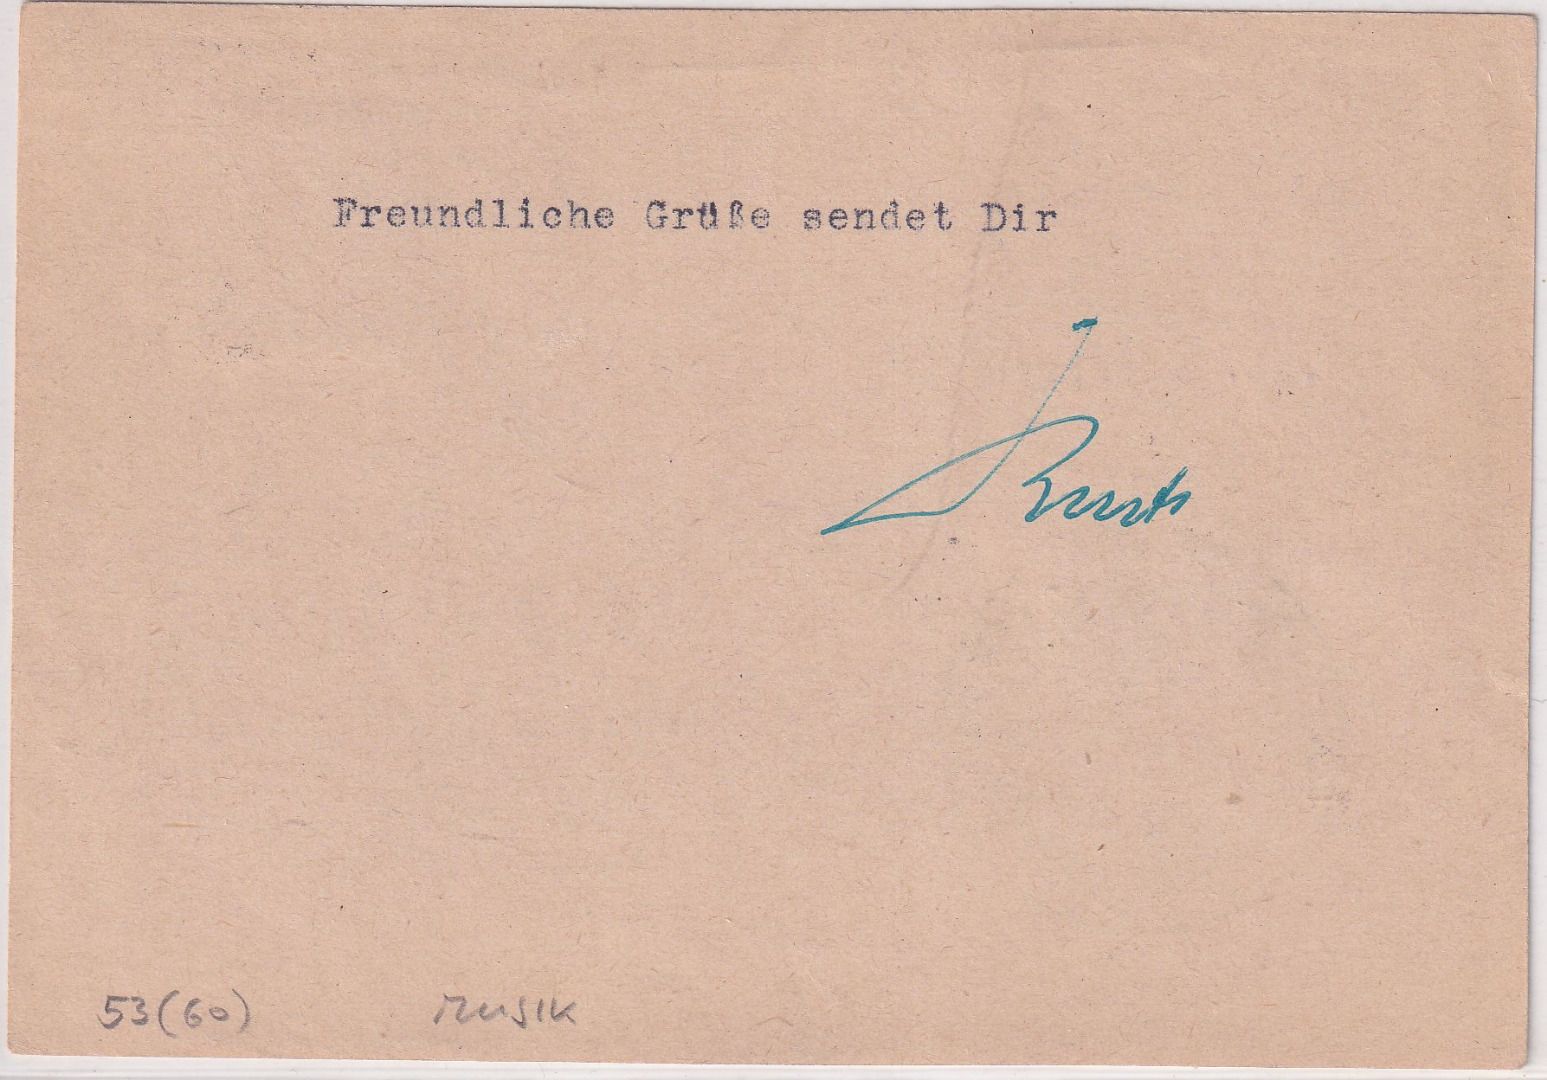 Freundliche Grüße sendet Dir
53(60) MUSIK